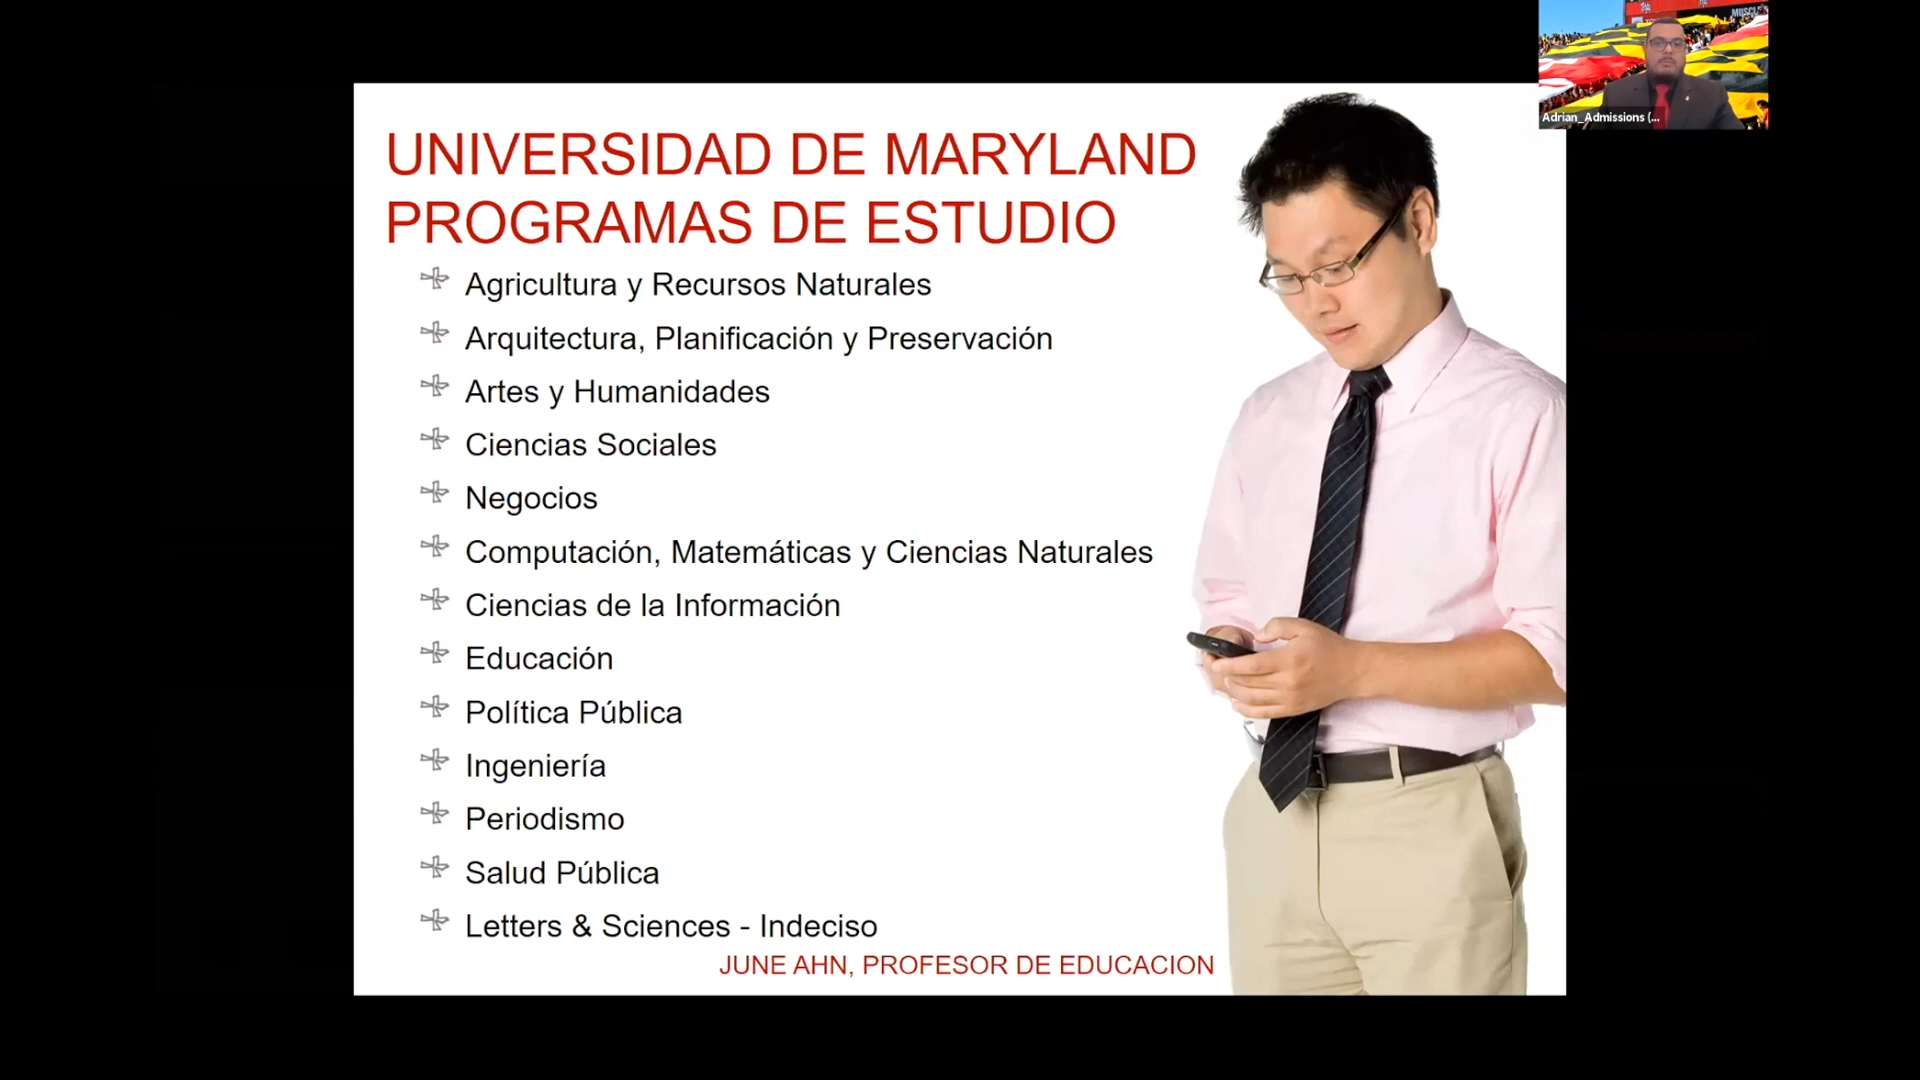 UNIVERSIDAD DE MARYLAND
PROGRAMAS DE ESTUDIO
Agricultura y Recursos Naturales
Arquitectura, Planificación y Preservación
Artes y Humanidades
Ciencias Sociales
Negocios
Computación, Matemáticas y Ciencias Naturales
Ciencias de la Información
Educación
Política Pública
Ingeniería
Periodismo
Salud Pública
Letters & Sciences - Indeciso
JUNE AHN, PROFESOR DE EDUCACION
Adrian_Admissions (...